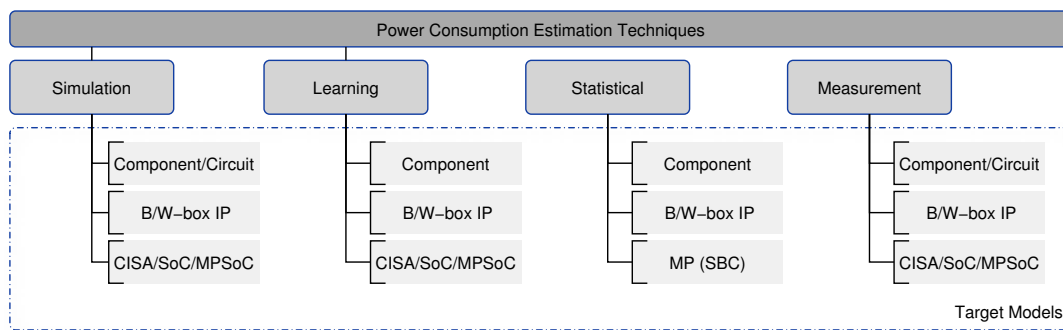 Power Consumption Estimation Techniques
Simulation
Learning
Statistical
Measurement
Component/Circuit
Component
Component
Component/Circuit
B/W−box IP
B/W−box IP
B/W−box IP
B/W−box IP
CISA/SoC/MPSoC
CISA/SoC/MPSoC
MP (SBC)
CISA/SoC/MPSoC
Target Models